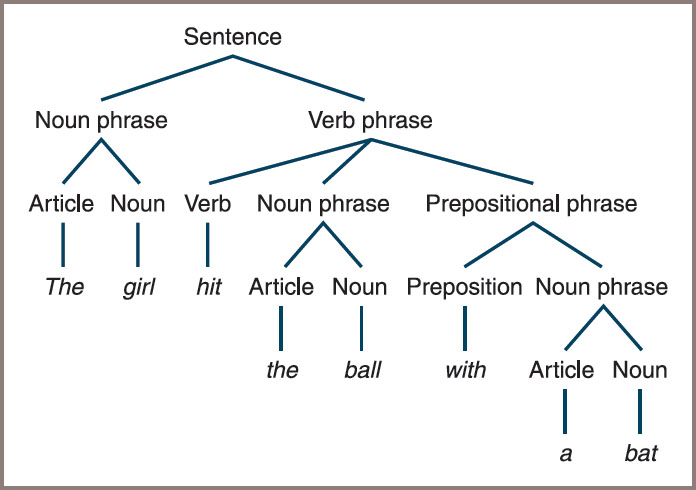 Sentence
Noun phrase Verb phrase
Article Noun Verb Noun phrase Prepositional phrase
The girl hit Article Noun Preposition Noun phrase
the ball with Article Noun
a bat